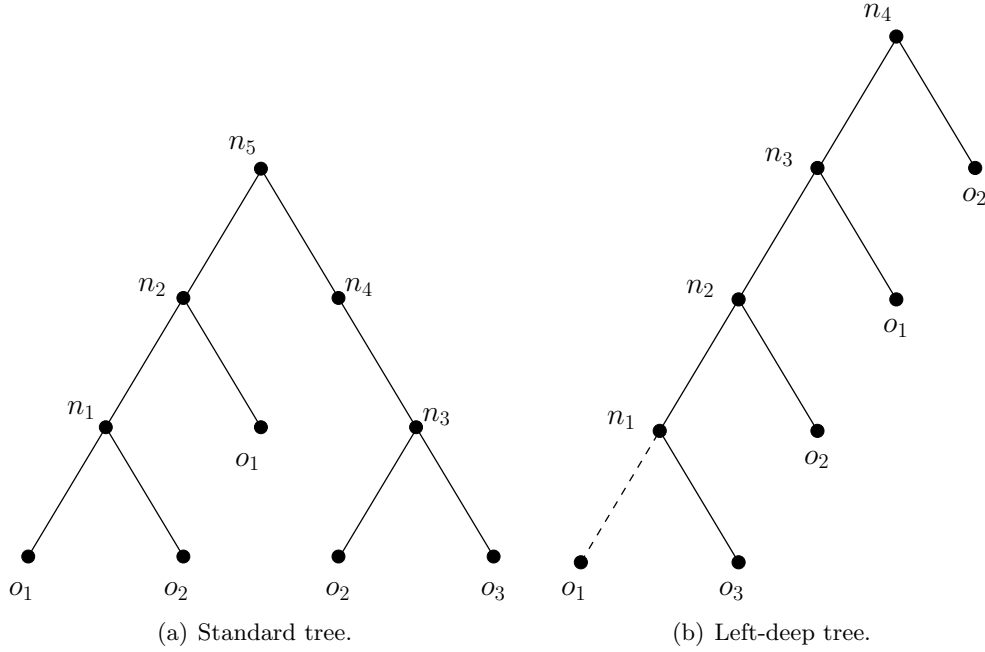 n₄
n₅
n₃
n₂
n₄
o₂
n₂
o₁
n₁
n₃
n₁
o₁
o₂
o₁
o₂
o₂
o₃
o₁
o₃
(a) Standard tree.
(b) Left-deep tree.